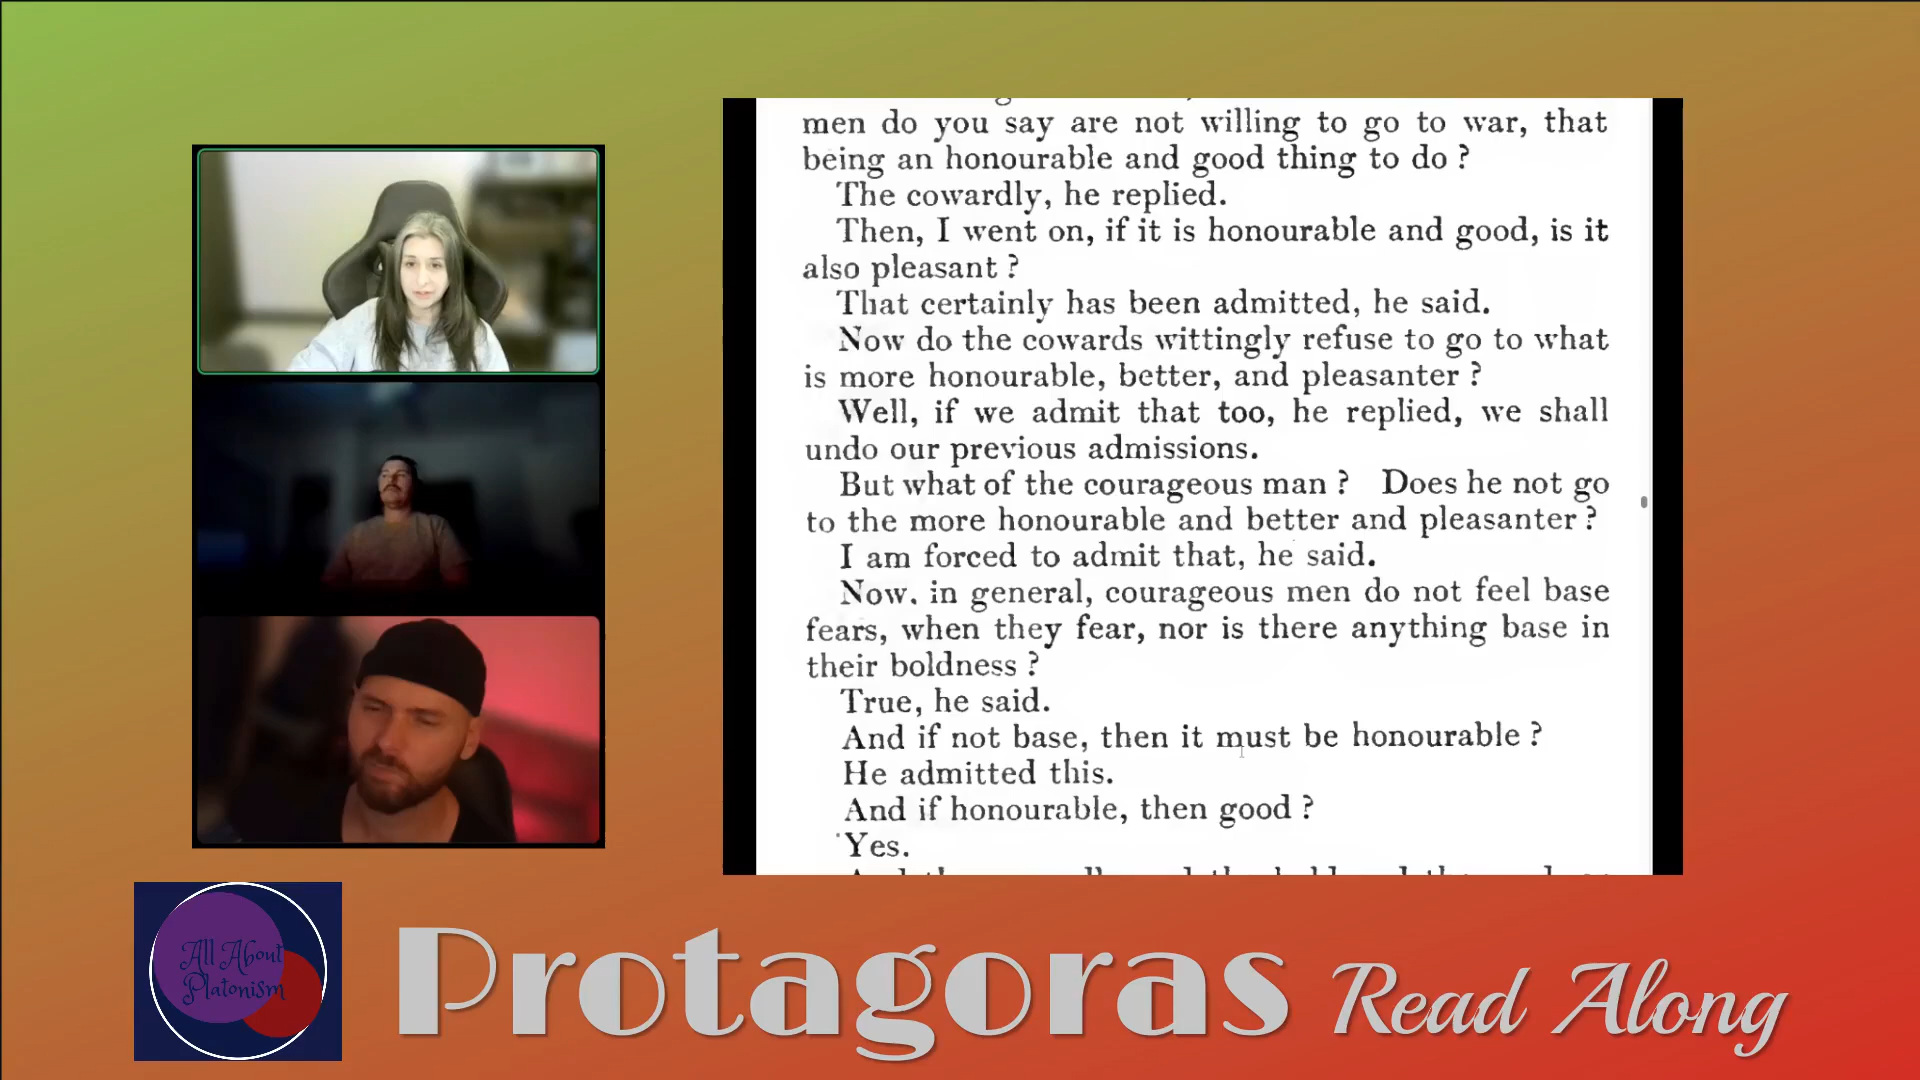 men do you say are not willing to go to war, that
being an honourable and good thing to do ?
The cowardly, he replied.
Then, I went on, if it is honourable and good, is it
also pleasant ?
That certainly has been admitted, he said.
Now do the cowards wittingly refuse to go to what
is more honourable, better, and pleasanter ?
Well, if we admit that too, he replied, we shall
undo our previous admissions.
But what of the courageous man ? Does he not go
to the more honourable and better and pleasanter ?
I am forced to admit that, he said.
Now. in general, courageous men do not feel base
fears, when they fear, nor is there anything base in
their boldness ?
True, he said.
And if not base, then it must be honourable ?
He admitted this.
And if honourable, then good ?
Yes.
All About
Platonism
Protagoras Read Along